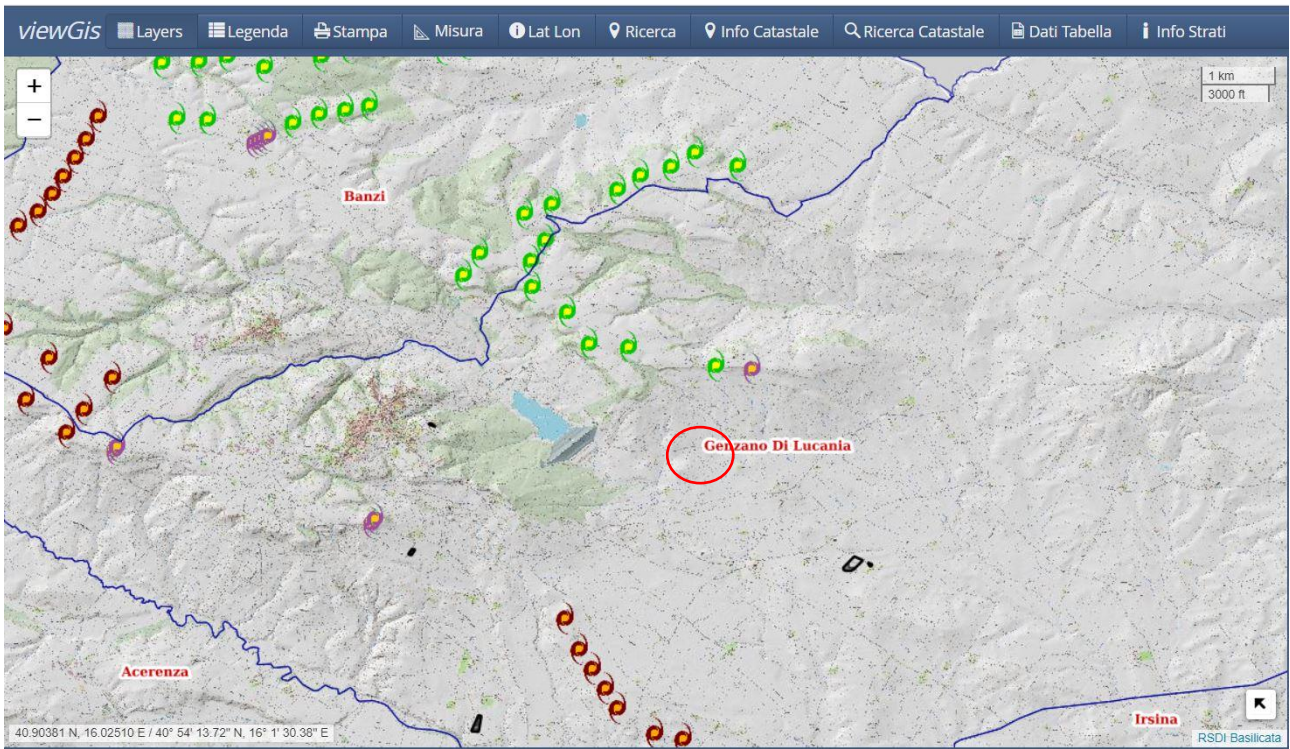 viewGis Layers Legenda Stampa Misura Lat Lon Ricerca Info Catastale Ricerca Catastale Dati Tabella Info Strati
+
−
1 km
3000 ft
Banzi
Genzano Di Lucania
Acerenza
Irsina
40.90381 N, 16.02510 E / 40° 54' 13.72" N, 16° 1' 30.38" E
RSDI-Basilicata